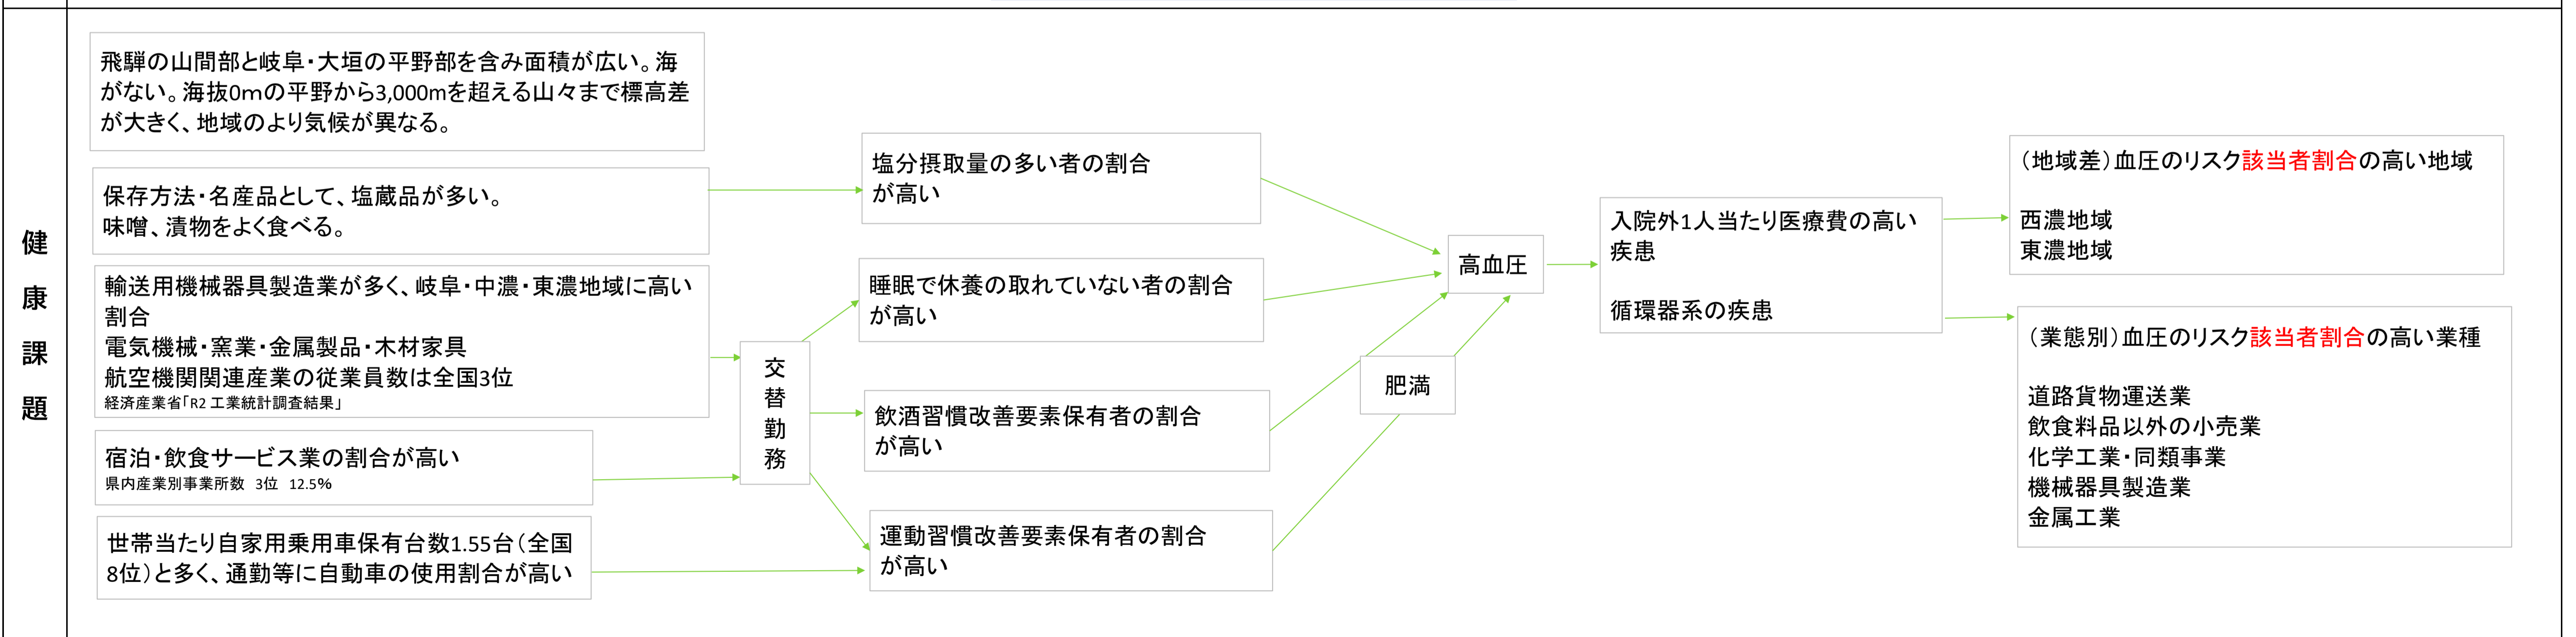 健康課題
飛騨の山間部と岐阜・大垣の平野部を含み面積が広い。海
がない。海抜0mの平野から3,000mを超える山々まで標高差
が大きく、地域のより気候が異なる。
保存方法・名産品として、塩蔵品が多い。
味噌、漬物をよく食べる。
輸送用機械器具製造業が多く、岐阜・中濃・東濃地域に高い
割合
電気機械・窯業・金属製品・木材家具
航空機関関連産業の従業員数は全国3位
経済産業省「R2 工業統計調査結果」
宿泊・飲食サービス業の割合が高い
県内産業別事業所数 3位 12.5%
世帯当たり自家用乗用車保有台数1.55台(全国
8位)と多く、通勤等に自動車の使用割合が高い
交替勤務
塩分摂取量の多い者の割合
が高い
睡眠で休養の取れていない者の割合
が高い
飲酒習慣改善要素保有者の割合
が高い
運動習慣改善要素保有者の割合
が高い
肥満
高血圧
入院外1人当たり医療費の高い
疾患
循環器系の疾患
(地域差)血圧のリスク該当者割合の高い地域
西濃地域
東濃地域
(業態別)血圧のリスク該当者割合の高い業種
道路貨物運送業
飲食料品以外の小売業
化学工業・同類事業
機械器具製造業
金属工業